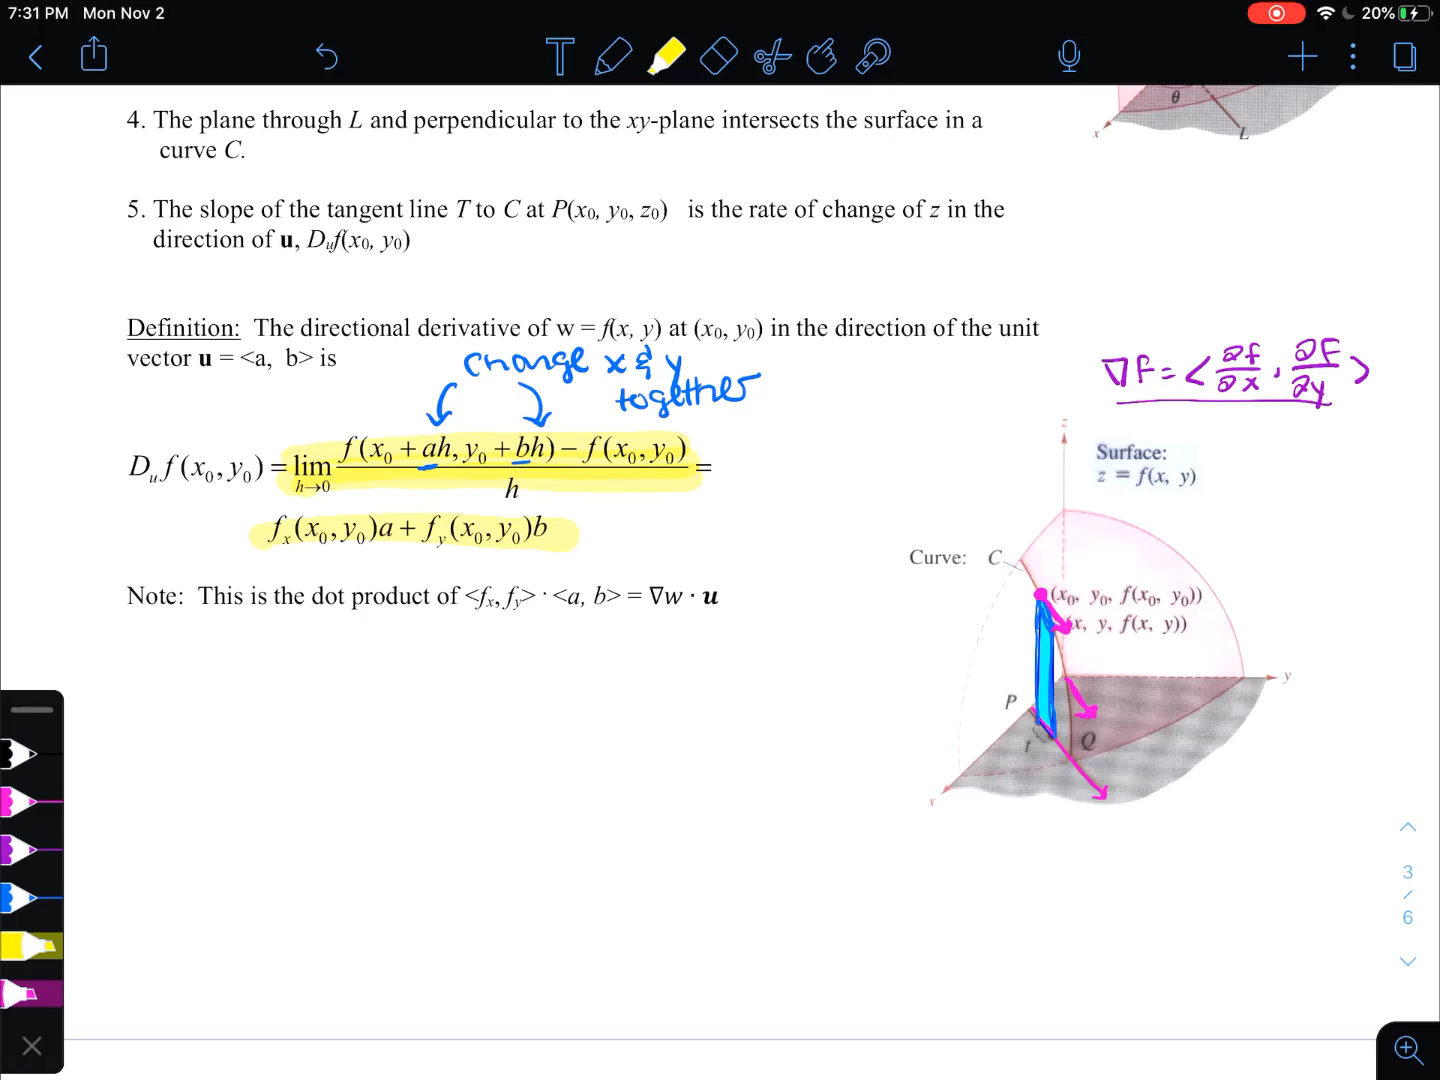 7:31 PM Mon Nov 2
20%
θ
x
L
4. The plane through L and perpendicular to the xy-plane intersects the surface in a
curve C.
5. The slope of the tangent line T to C at P(x₀, y₀, z₀) is the rate of change of z in the
direction of u, Dᵤf(x₀, y₀)
Definition: The directional derivative of w = f(x, y) at (x₀, y₀) in the direction of the unit
vector u = <a, b> is
change x & y
together
∇F = < ∂f/∂x , ∂F/∂y >
Dᵤ f(x₀, y₀) = lim h→0 f(x₀ + ah, y₀ + bh) − f(x₀, y₀) / h =
fₓ(x₀, y₀)a + f_y(x₀, y₀)b
Note: This is the dot product of <fₓ, f_y> · <a, b> = ∇w · u
z
Surface:
z = f(x, y)
Curve: C
(x₀, y₀, f(x₀, y₀))
(x, y, f(x, y))
y
P
t
Q
x
3
/
6